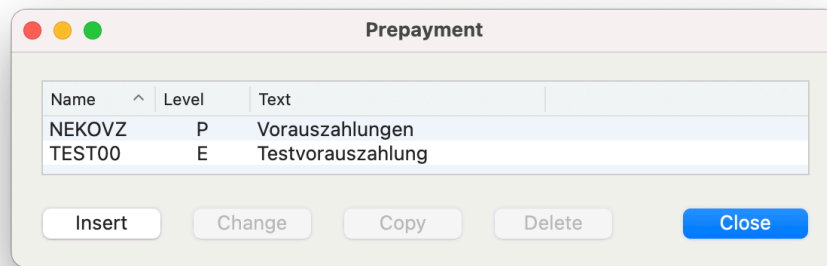 Prepayment
Name Level Text
NEKOVZ P Vorauszahlungen
TEST00 E Testvorauszahlung
Insert Change Copy Delete Close